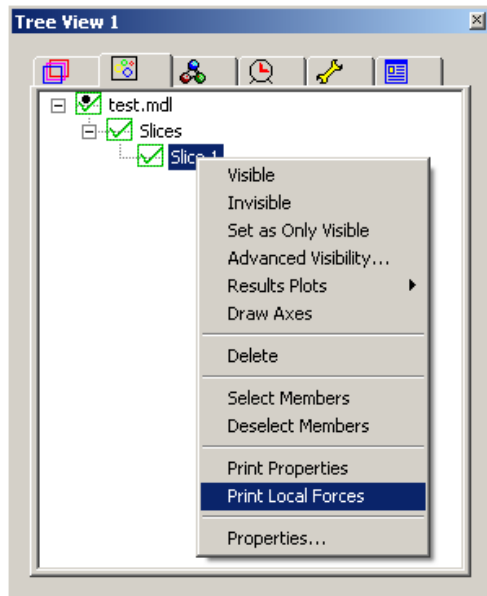 Tree View 1
test.mdl
Slices
Slice 1
Visible
Invisible
Set as Only Visible
Advanced Visibility...
Results Plots
Draw Axes
Delete
Select Members
Deselect Members
Print Properties
Print Local Forces
Properties...